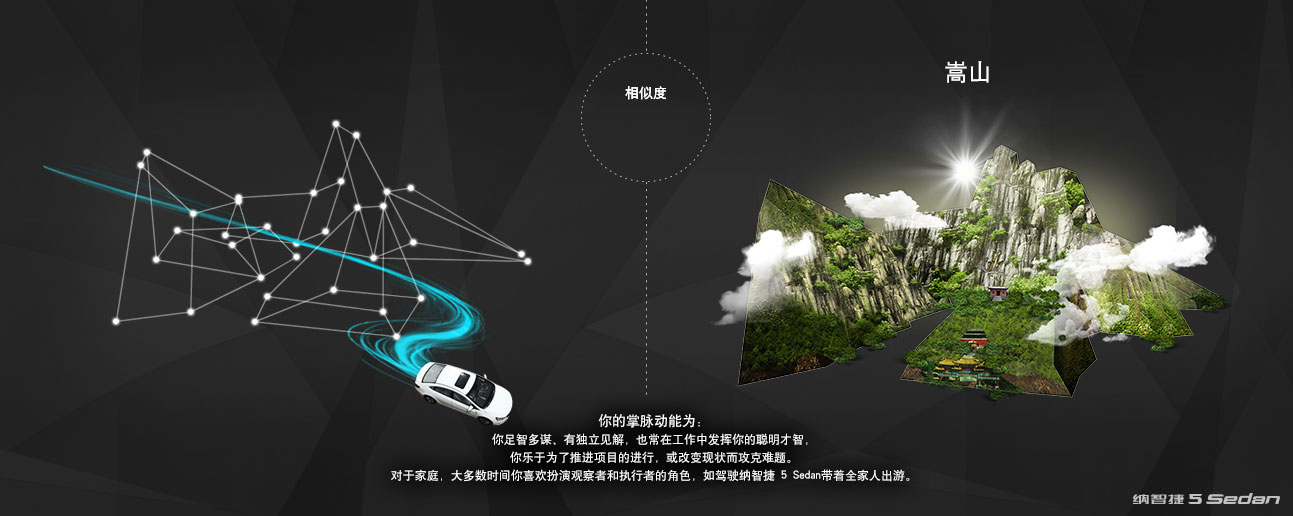 相似度
嵩山
你的掌脉动能为：
你足智多谋、有独立见解，也常在工作中发挥你的聪明才智，
你乐于为了推进项目的进行，或改变现状而攻克难题。
对于家庭，大多数时间你喜欢扮演观察者和执行者的角色，如驾驶纳智捷 5 Sedan带着全家人出游。
纳智捷 5 Sedan